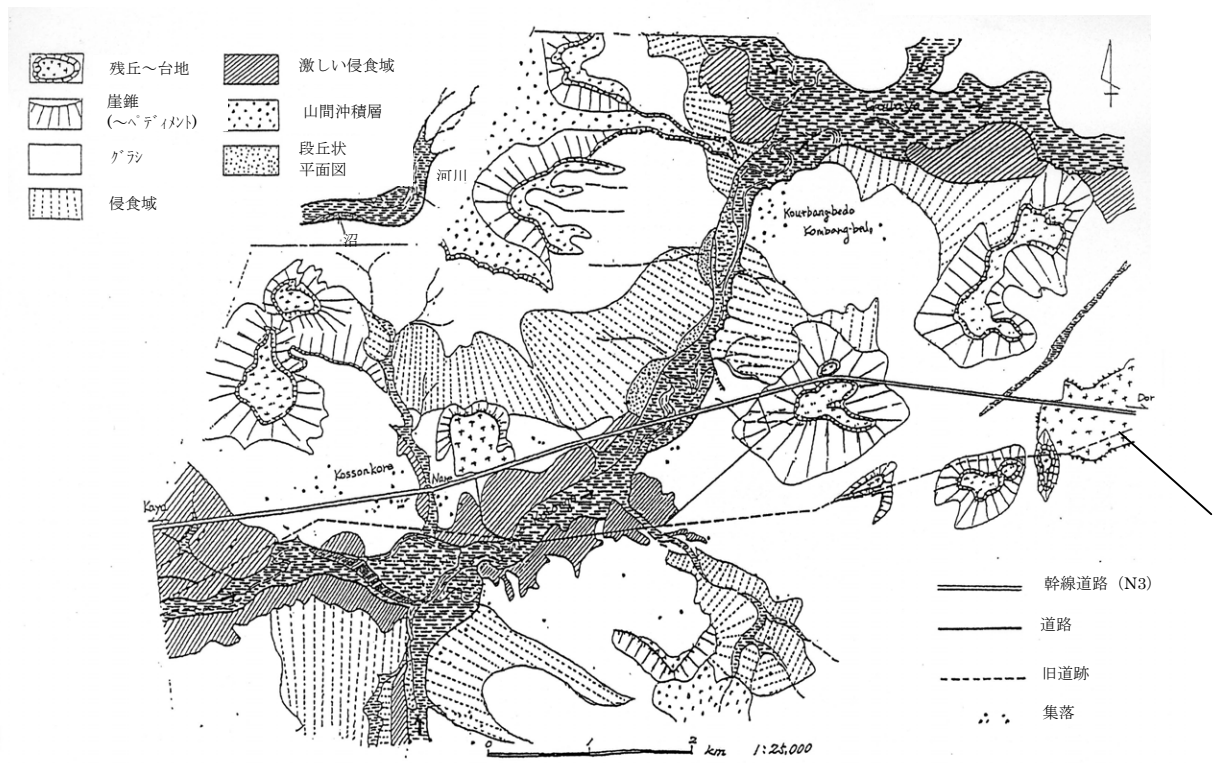 残丘～台地
崖錐
(～ペディメント)
グラシ
侵食域
激しい侵食域
山間沖積層
段丘状
平面図
河川
沼
Kourbangbedo
Kombang-bedo
Kossonkore
Nare
Kaya
Dor
幹線道路（N3）
道路
旧道跡
集落
0 1 2 km 1:25,000